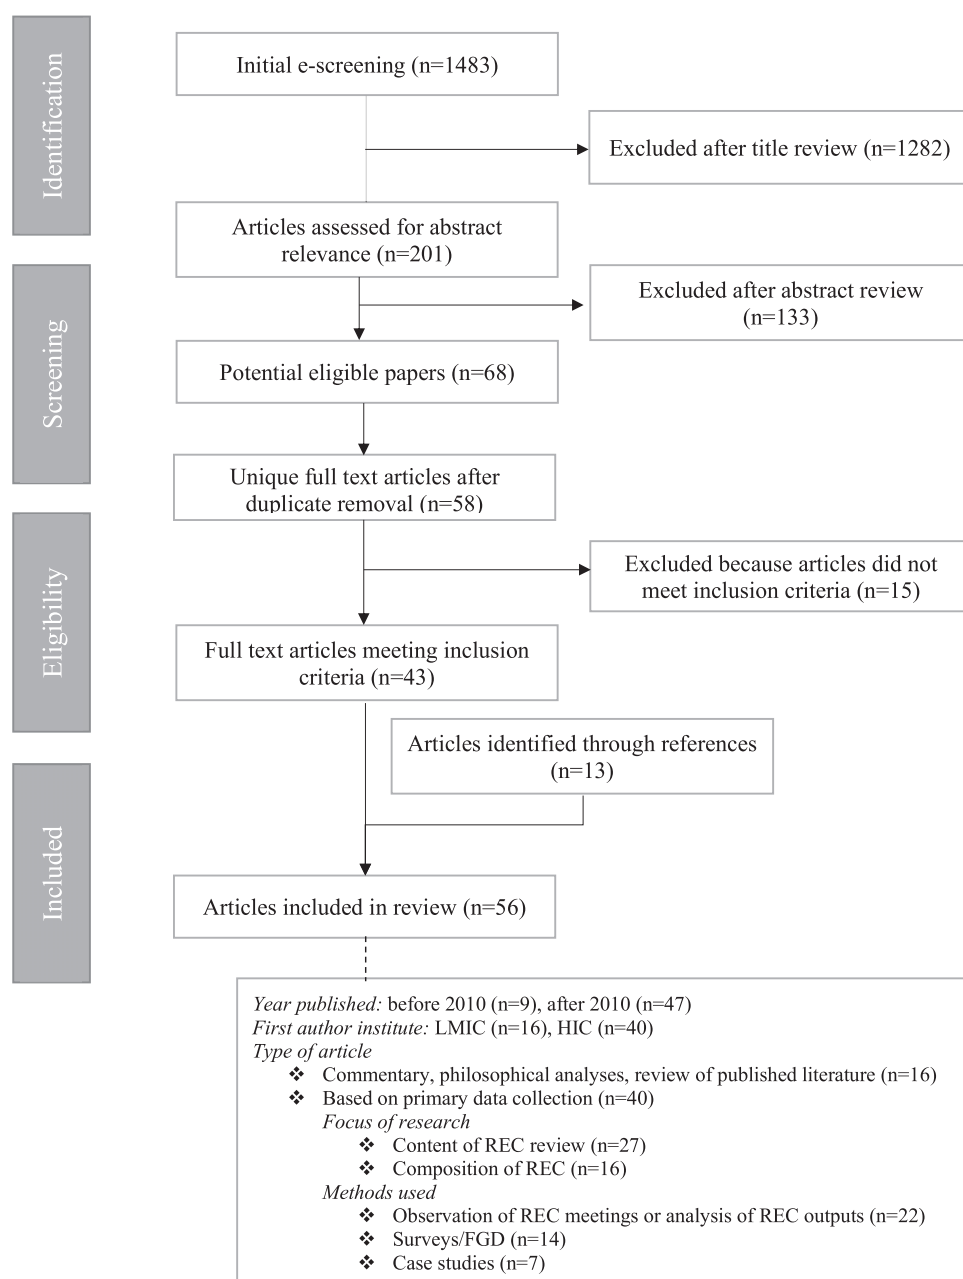 Identification
Initial e-screening (n=1483)
Excluded after title review (n=1282)
Articles assessed for abstract
relevance (n=201)
Screening
Excluded after abstract review
(n=133)
Potential eligible papers (n=68)
Unique full text articles after
duplicate removal (n=58)
Eligibility
Excluded because articles did not
meet inclusion criteria (n=15)
Full text articles meeting inclusion
criteria (n=43)
Articles identified through references
(n=13)
Included
Articles included in review (n=56)
Year published: before 2010 (n=9), after 2010 (n=47)
First author institute: LMIC (n=16), HIC (n=40)
Type of article
❖ Commentary, philosophical analyses, review of published literature (n=16)
❖ Based on primary data collection (n=40)
Focus of research
❖ Content of REC review (n=27)
❖ Composition of REC (n=16)
Methods used
❖ Observation of REC meetings or analysis of REC outputs (n=22)
❖ Surveys/FGD (n=14)
❖ Case studies (n=7)